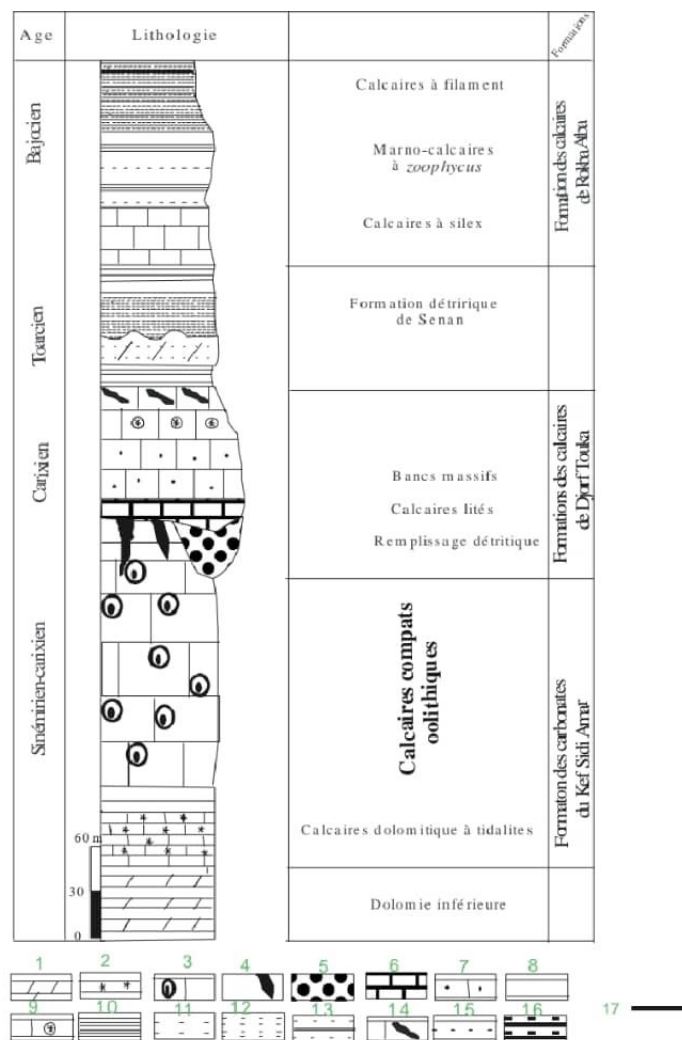 Age
Lithologie
Formations
Bajocien
Toarcien
Carixien
Sinémirien-carixien
60 m
30
0
Calcaires à filament
Marno-calcaires
à zoophycus
Calcaires à silex
Formation détririque
de Senan
Bancs massifs
Calcaires lités
Remplissage détritique
Calcaires compats
oolithiques
Calcaires dolomitique à tidalites
Dolomie inférieure
Formation des calcaires
de Rokba Atba
Formations des calcaires
de Djorf Touka
Formaton des carbonates
du Kef Sidi Amar
1 2 3 4 5 6 7 8
9 10 11 12 13 14 15 16 17